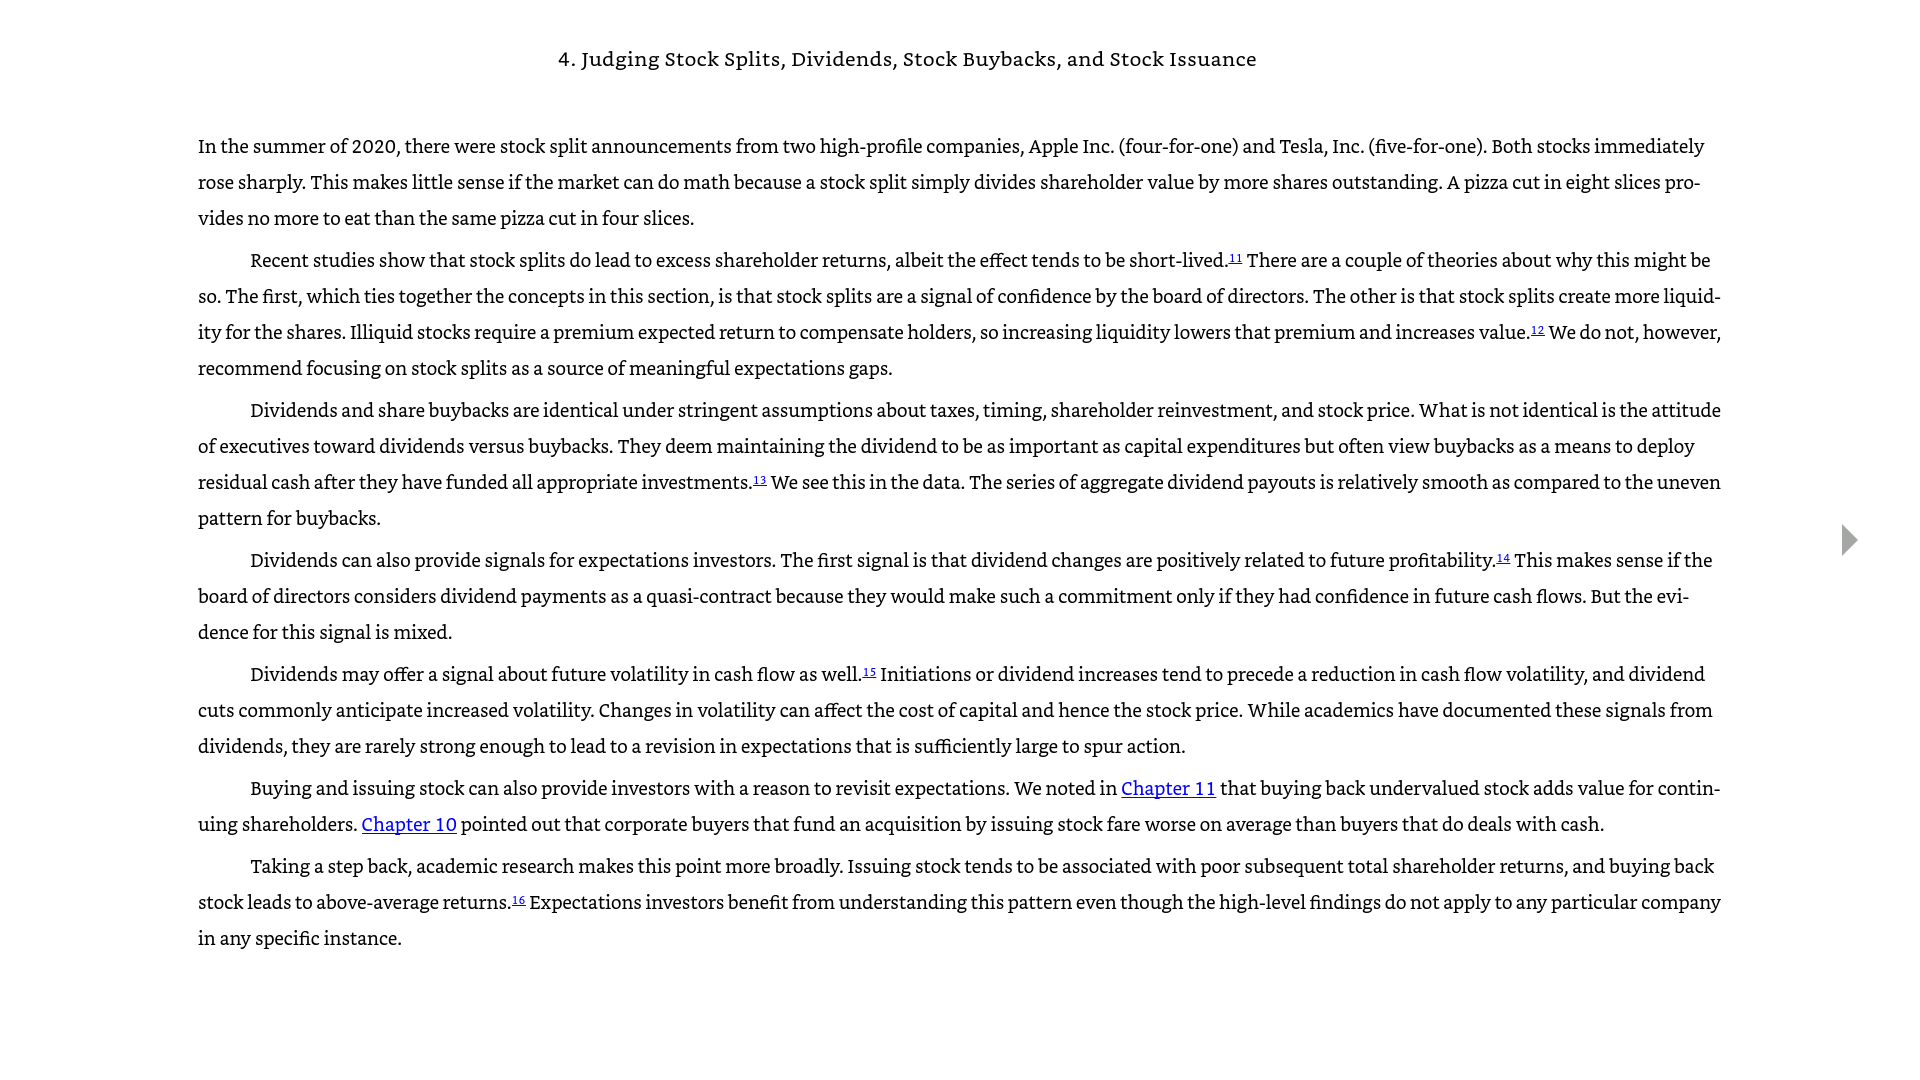 4. Judging Stock Splits, Dividends, Stock Buybacks, and Stock Issuance
In the summer of 2020, there were stock split announcements from two high-profile companies, Apple Inc. (four-for-one) and Tesla, Inc. (five-for-one). Both stocks immediately
rose sharply. This makes little sense if the market can do math because a stock split simply divides shareholder value by more shares outstanding. A pizza cut in eight slices pro-
vides no more to eat than the same pizza cut in four slices.
Recent studies show that stock splits do lead to excess shareholder returns, albeit the effect tends to be short-lived.11 There are a couple of theories about why this might be
so. The first, which ties together the concepts in this section, is that stock splits are a signal of confidence by the board of directors. The other is that stock splits create more liquid-
ity for the shares. Illiquid stocks require a premium expected return to compensate holders, so increasing liquidity lowers that premium and increases value.12 We do not, however,
recommend focusing on stock splits as a source of meaningful expectations gaps.
Dividends and share buybacks are identical under stringent assumptions about taxes, timing, shareholder reinvestment, and stock price. What is not identical is the attitude
of executives toward dividends versus buybacks. They deem maintaining the dividend to be as important as capital expenditures but often view buybacks as a means to deploy
residual cash after they have funded all appropriate investments.13 We see this in the data. The series of aggregate dividend payouts is relatively smooth as compared to the uneven
pattern for buybacks.
Dividends can also provide signals for expectations investors. The first signal is that dividend changes are positively related to future profitability.14 This makes sense if the
board of directors considers dividend payments as a quasi-contract because they would make such a commitment only if they had confidence in future cash flows. But the evi-
dence for this signal is mixed.
Dividends may offer a signal about future volatility in cash flow as well.15 Initiations or dividend increases tend to precede a reduction in cash flow volatility, and dividend
cuts commonly anticipate increased volatility. Changes in volatility can affect the cost of capital and hence the stock price. While academics have documented these signals from
dividends, they are rarely strong enough to lead to a revision in expectations that is sufficiently large to spur action.
Buying and issuing stock can also provide investors with a reason to revisit expectations. We noted in Chapter 11 that buying back undervalued stock adds value for contin-
uing shareholders. Chapter 10 pointed out that corporate buyers that fund an acquisition by issuing stock fare worse on average than buyers that do deals with cash.
Taking a step back, academic research makes this point more broadly. Issuing stock tends to be associated with poor subsequent total shareholder returns, and buying back
stock leads to above-average returns.16 Expectations investors benefit from understanding this pattern even though the high-level findings do not apply to any particular company
in any specific instance.